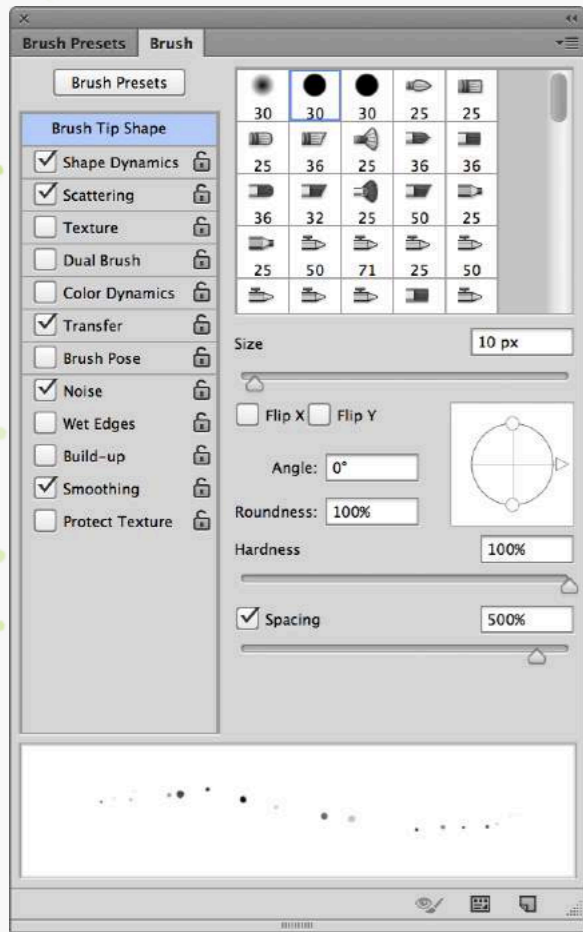 Brush Presets Brush
Brush Presets
Brush Tip Shape
Shape Dynamics
Scattering
Texture
Dual Brush
Color Dynamics
Transfer
Brush Pose
Noise
Wet Edges
Build-up
Smoothing
Protect Texture
30 30 30 25 25
25 36 25 36 36
36 32 25 50 25
25 50 71 25 50
Size 10 px
Flip X Flip Y
Angle: 0°
Roundness: 100%
Hardness 100%
Spacing 500%